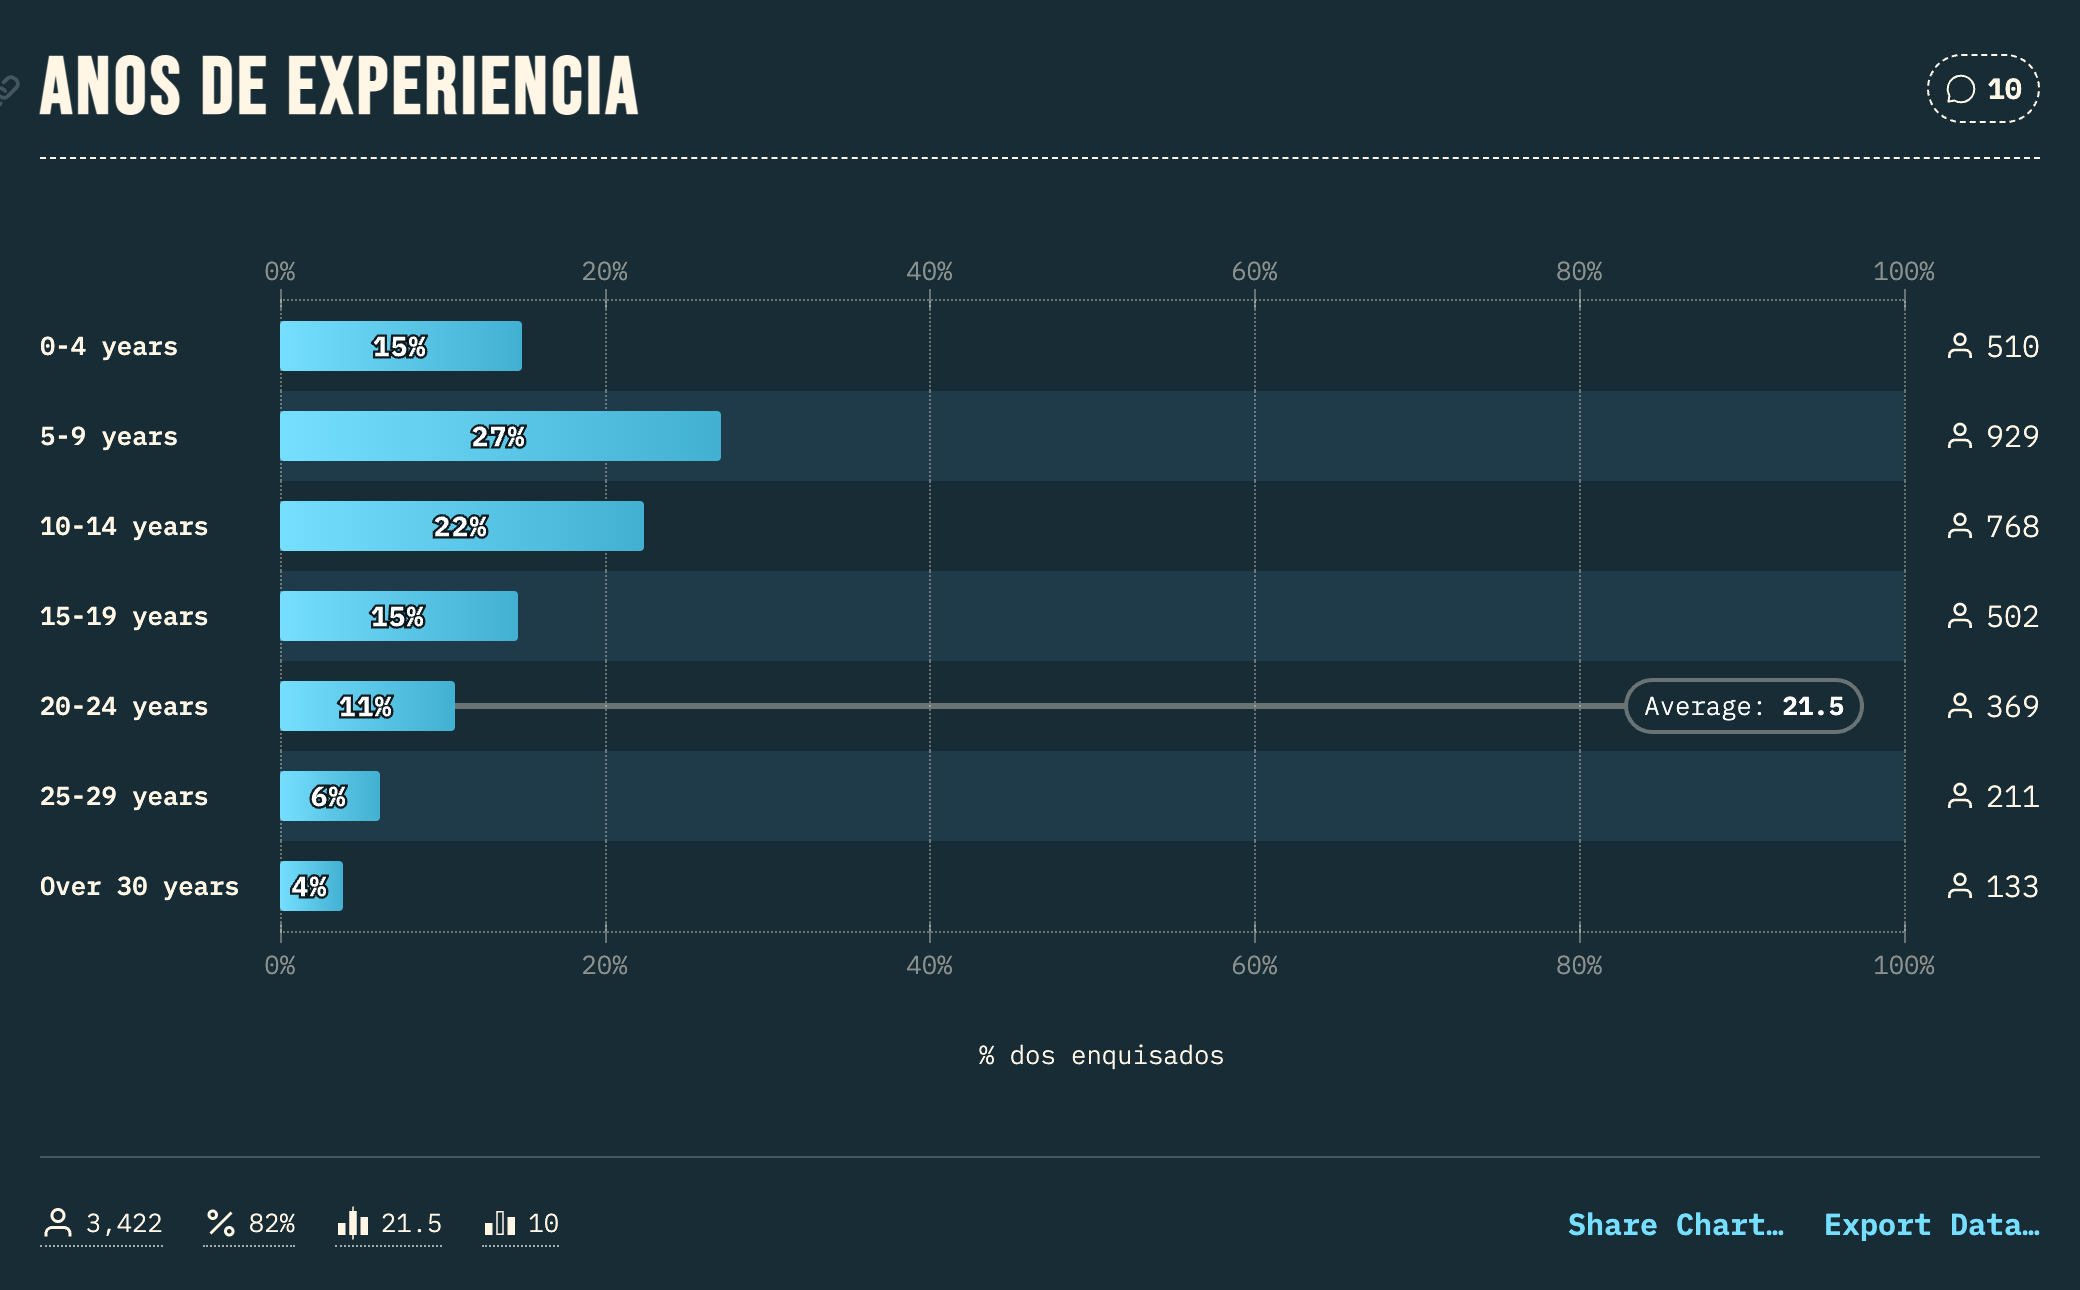 ANOS DE EXPERIENCIA
10
0% 20% 40% 60% 80% 100%
0-4 years 15% 510
5-9 years 27% 929
10-14 years 22% 768
15-19 years 15% 502
20-24 years 11% Average: 21.5 369
25-29 years 6% 211
Over 30 years 4% 133
0% 20% 40% 60% 80% 100%
% dos enquisados
3,422 82% 21.5 10 Share Chart… Export Data…